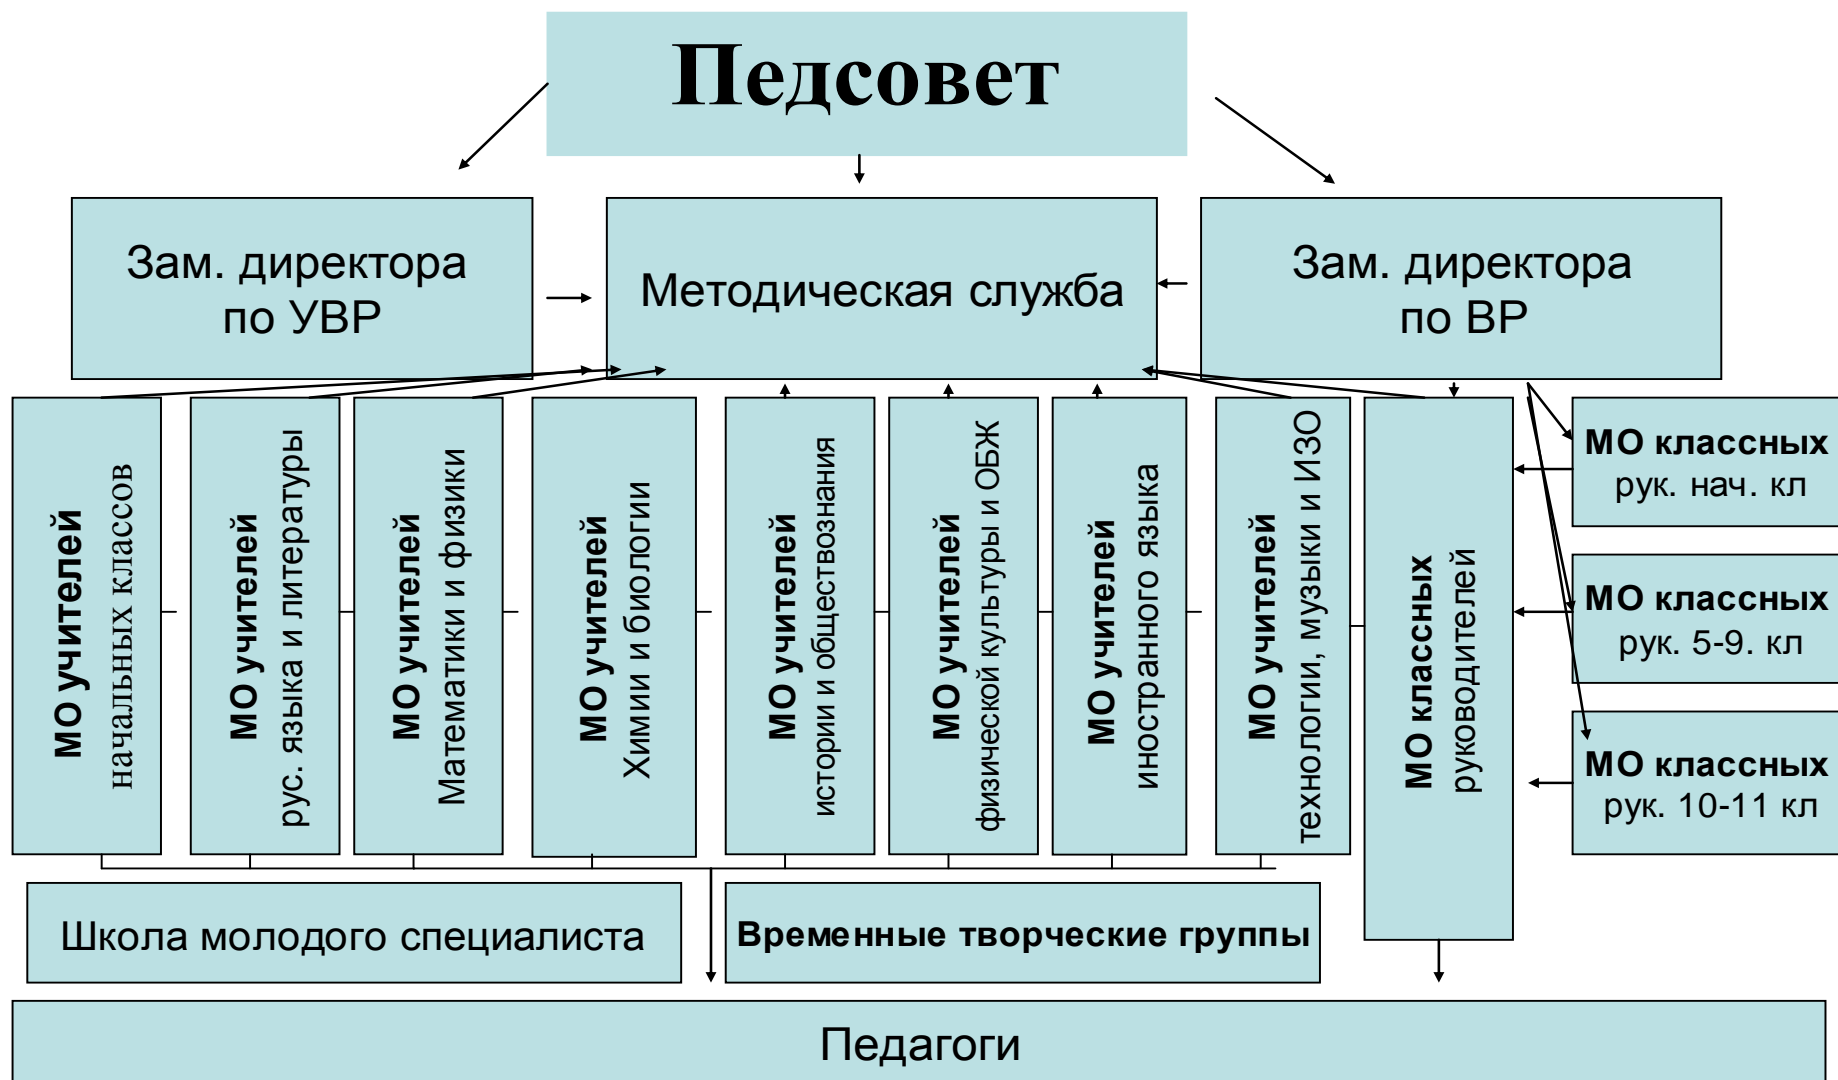 Педсовет
Зам. директора
по УВР
Методическая служба
Зам. директора
по ВР
МО учителей
начальных классов
МО учителей
рус. языка и литературы
МО учителей
Математики и физики
МО учителей
Химии и биологии
МО учителей
истории и обществознания
МО учителей
физической культуры и ОБЖ
МО учителей
иностранного языка
МО учителей
технологии, музыки и ИЗО
МО классных
руководителей
МО классных
рук. нач. кл
МО классных
рук. 5-9. кл
МО классных
рук. 10-11 кл
Школа молодого специалиста
Временные творческие группы
Педагоги